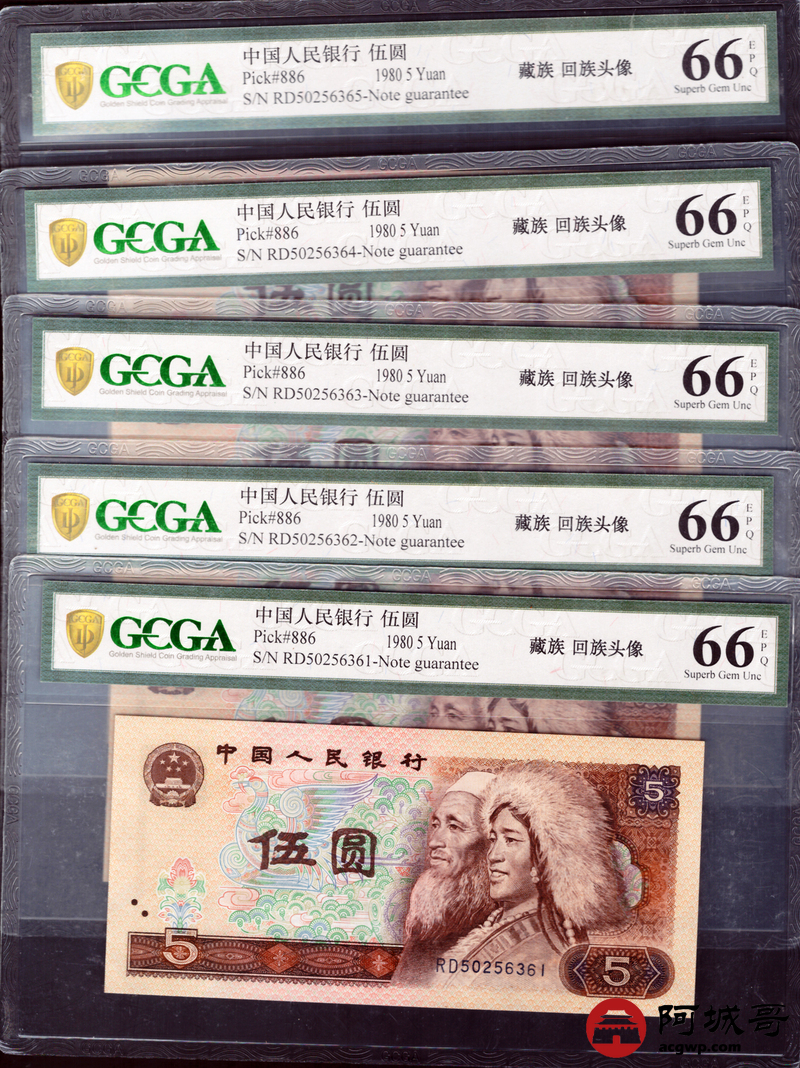 GCGA
Golden Shield Coin Grading Appraisal
中国人民银行 伍圆
Pick#886 1980 5 Yuan
S/N RD50256365-Note guarantee
藏族 回族头像
66
EPQ
Superb Gem Unc
GCGA
Golden Shield Coin Grading Appraisal
中国人民银行 伍圆
Pick#886 1980 5 Yuan
S/N RD50256364-Note guarantee
藏族 回族头像
66
EPQ
Superb Gem Unc
GCGA
Golden Shield Coin Grading Appraisal
中国人民银行 伍圆
Pick#886 1980 5 Yuan
S/N RD50256363-Note guarantee
藏族 回族头像
66
EPQ
Superb Gem Unc
GCGA
Golden Shield Coin Grading Appraisal
中国人民银行 伍圆
Pick#886 1980 5 Yuan
S/N RD50256362-Note guarantee
藏族 回族头像
66
EPQ
Superb Gem Unc
GCGA
Golden Shield Coin Grading Appraisal
中国人民银行 伍圆
Pick#886 1980 5 Yuan
S/N RD50256361-Note guarantee
藏族 回族头像
66
EPQ
Superb Gem Unc
中国人民银行
5
伍圆
5
RD50256361
5
阿城哥
acgwp.com